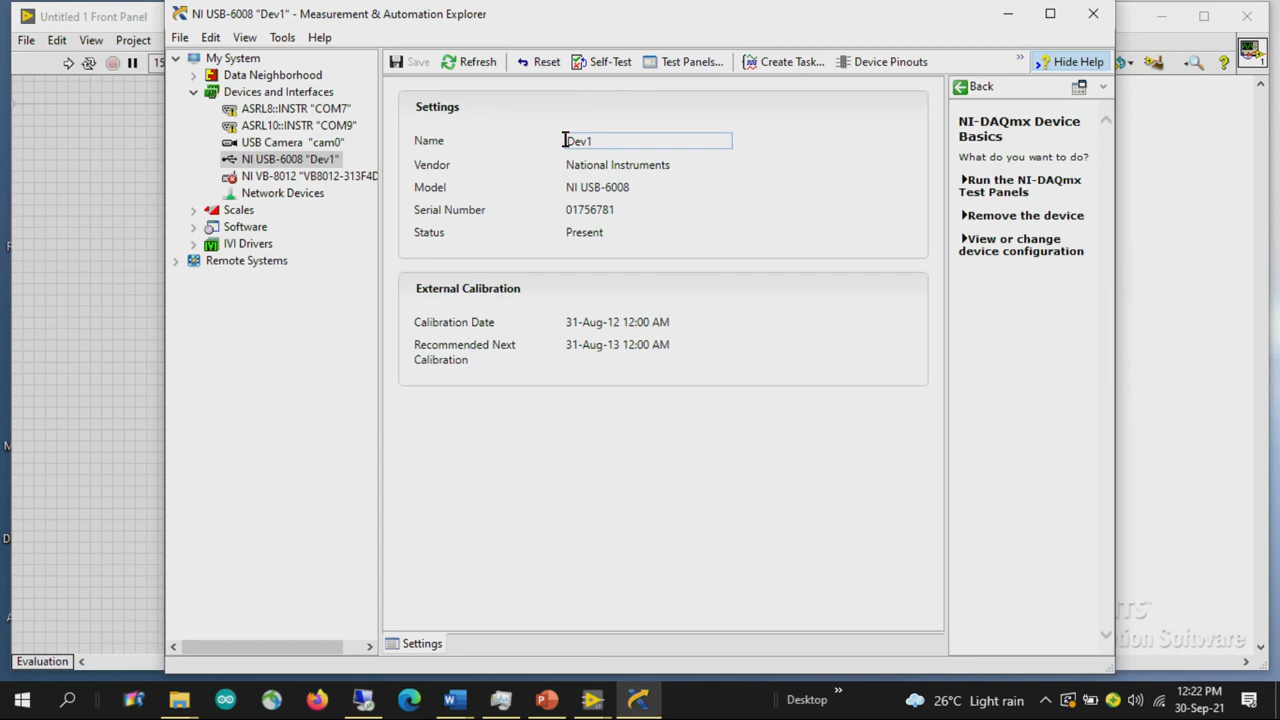 Untitled 1 Front Panel
File Edit View Project
15
NI USB-6008 "Dev1" - Measurement & Automation Explorer
File Edit View Tools Help
My System
Data Neighborhood
Devices and Interfaces
ASRL8::INSTR "COM7"
ASRL10::INSTR "COM9"
USB Camera "cam0"
NI USB-6008 "Dev1"
NI VB-8012 "VB8012-313F4D
Network Devices
Scales
Software
IVI Drivers
Remote Systems
Save Refresh Reset Self-Test Test Panels... Create Task... Device Pinouts » Hide Help
Settings
Name Dev1
Vendor National Instruments
Model NI USB-6008
Serial Number 01756781
Status Present
External Calibration
Calibration Date 31-Aug-12 12:00 AM
Recommended Next Calibration 31-Aug-13 12:00 AM
Settings
Back
NI-DAQmx Device
Basics
What do you want to do?
Run the NI-DAQmx
Test Panels
Remove the device
View or change
device configuration
1
TS™
tion Software
Evaluation
Desktop » 26°C Light rain
12:22 PM
30-Sep-21